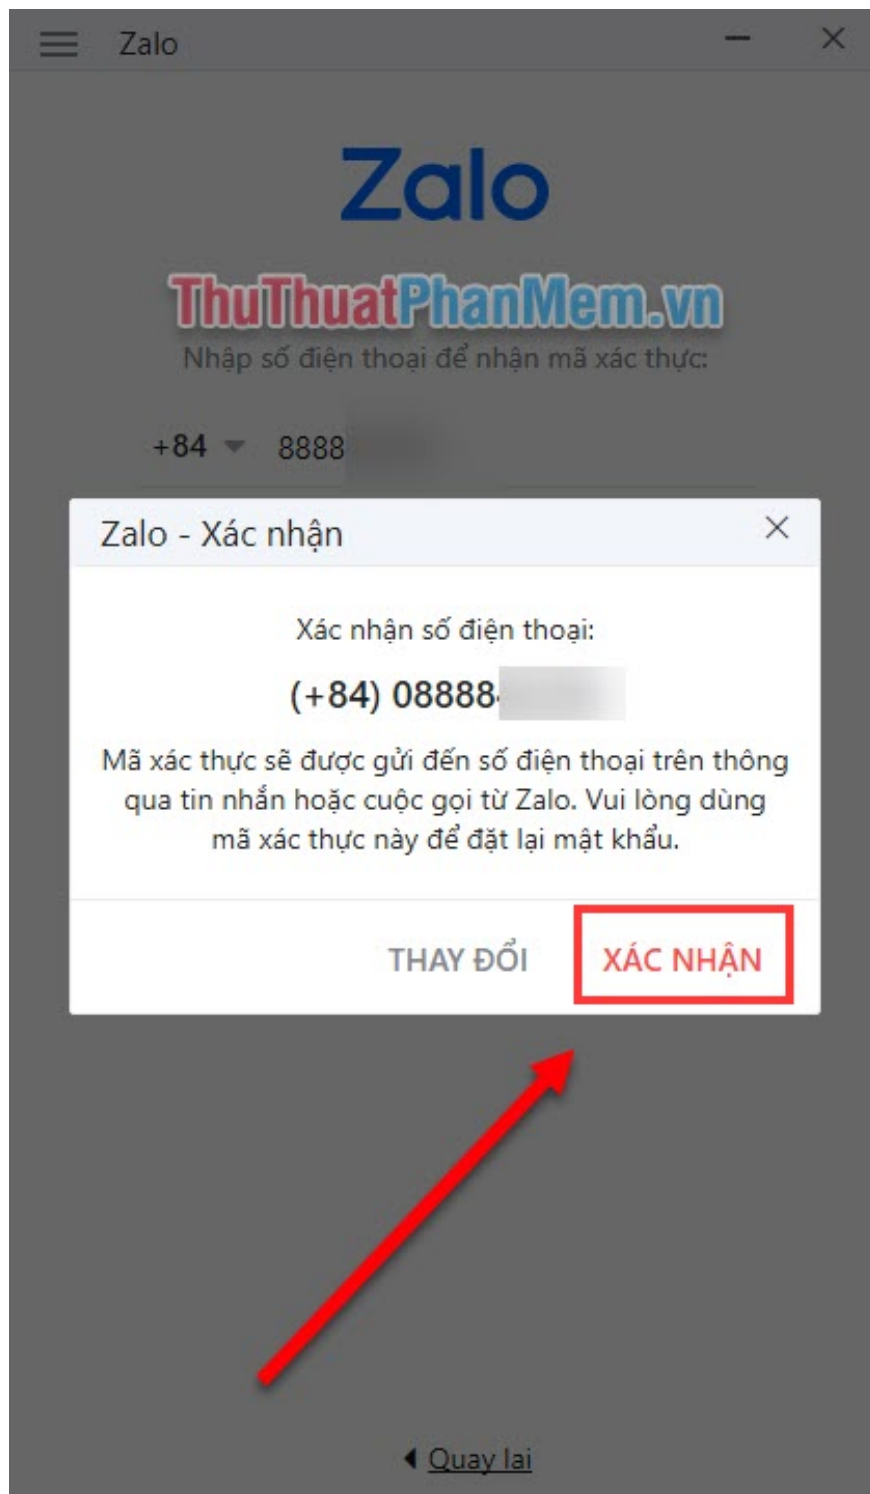 Zalo
Zalo
ThuThuatPhanMem.vn
Nhập số điện thoại để nhận mã xác thực:
+84 8888
Zalo - Xác nhận
Xác nhận số điện thoại:
(+84) 08888
Mã xác thực sẽ được gửi đến số điện thoại trên thông
qua tin nhắn hoặc cuộc gọi từ Zalo. Vui lòng dùng
mã xác thực này để đặt lại mật khẩu.
THAY ĐỔI XÁC NHẬN
Quay lai